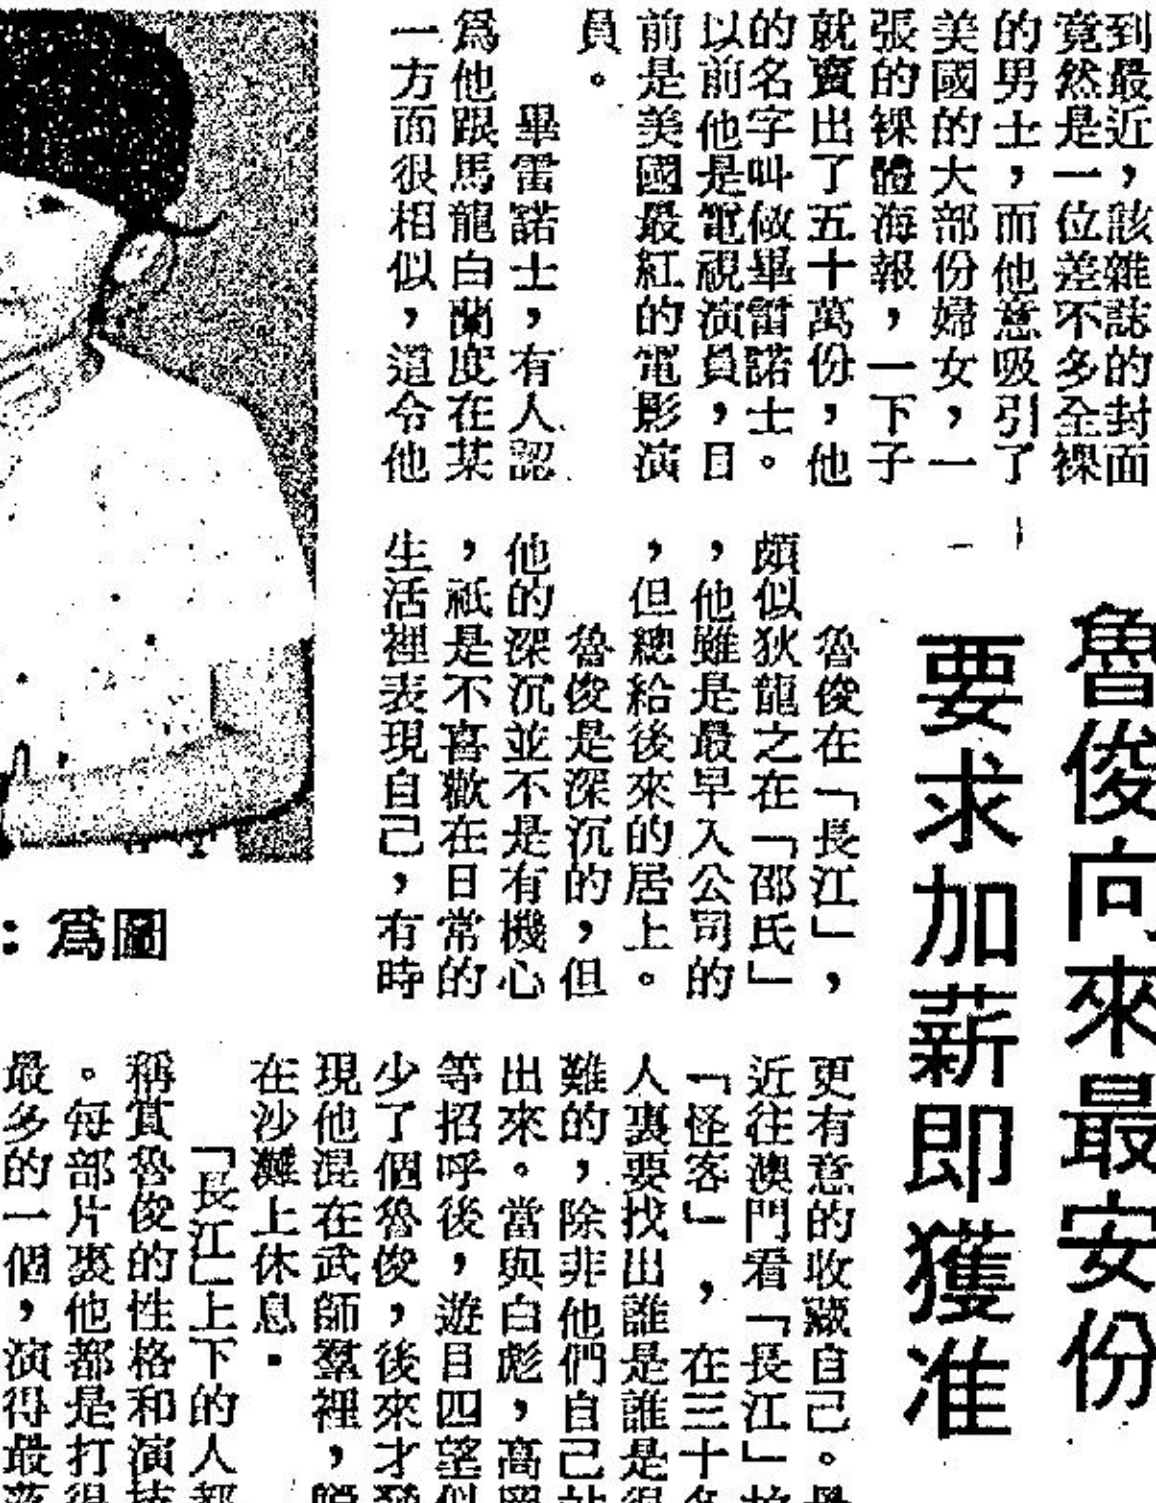 到最近，該雜誌的封面
竟然是一位差不多全裸
的男士，而他意吸引了
美國的大部份婦女，一
張的裸體海報，一下子
就賣出了五十萬份，他
的名字叫做畢雷諾士。
以前他是電視演員，目
前是美國最紅的電影演
員。
畢雷諾士，有人認
爲他跟馬龍白蘭度在某
一方面很相似，道令他
魯俊向來最安份
要求加薪即獲准
魯俊在「長江」，
頗似狄龍之在「邵氏」
，他雖是最早入公司的
，但總給後來的居上。
魯俊是深沉的，但
他的深沉並不是有機心
，祇是不喜歡在日常的
生活裡表現自己，有時
更有意的收藏自己。
近往澳門看「長江」
「怪客」，在三十
人裏要找出誰是誰是很
難的，除非他們自己站
出來。當與白彪，高
等招呼後，遊目四望似
少了個魯俊，後來才發
現他混在武師羣裡，
在沙灘上休息．
「長江」上下的人都
稱賞魯俊的性格和演技
。每部片裏他都是打得
最多的一個，演得最
圖爲：